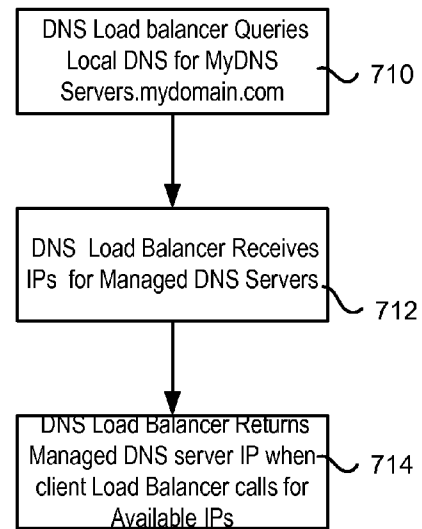 DNS Load balancer Queries
Local DNS for MyDNS
Servers.mydomain.com
710
DNS Load Balancer Receives
IPs for Managed DNS Servers
712
DNS Load Balancer Returns
Managed DNS server IP when
client Load Balancer calls for
Available IPs
714